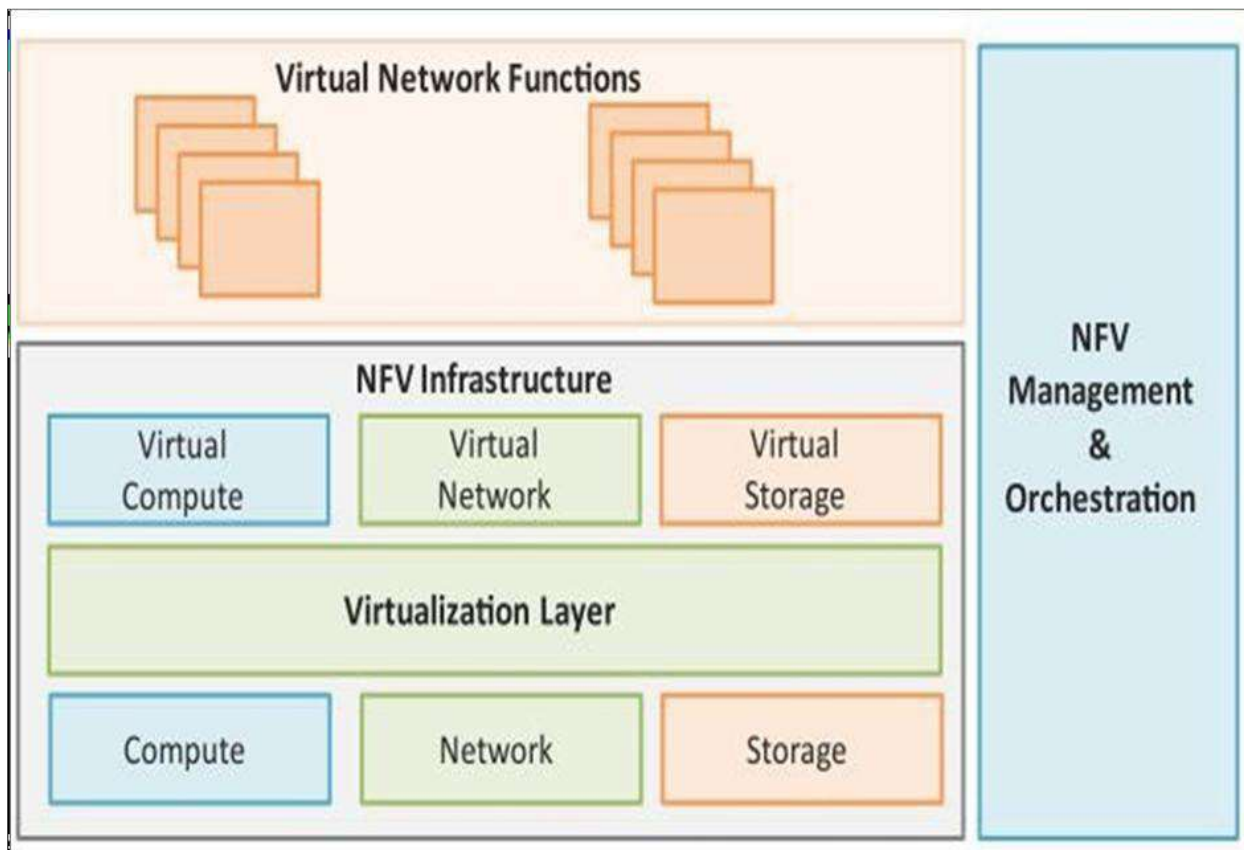 Virtual Network Functions
NFV Infrastructure
Virtual
Compute
Virtual
Network
Virtual
Storage
Virtualization Layer
Compute
Network
Storage
NFV
Management
&
Orchestration